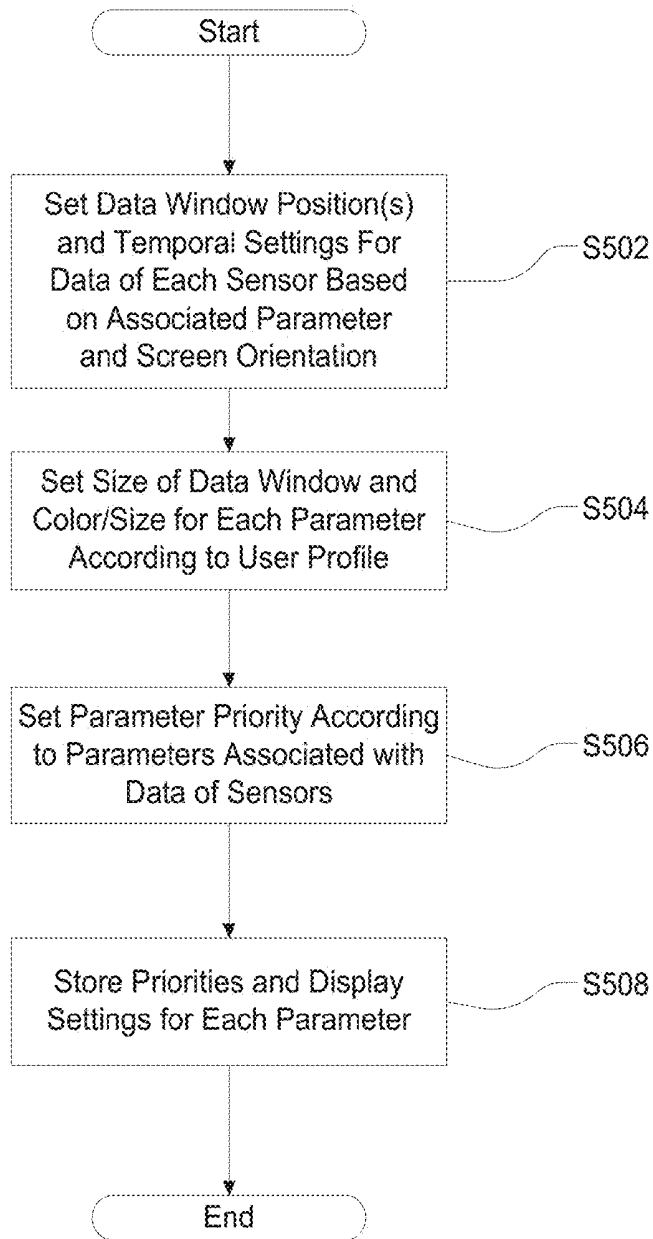 Start
Set Data Window Position(s)
and Temporal Settings For
Data of Each Sensor Based
on Associated Parameter
and Screen Orientation
S502
Set Size of Data Window and
Color/Size for Each Parameter
According to User Profile
S504
Set Parameter Priority According
to Parameters Associated with
Data of Sensors
S506
Store Priorities and Display
Settings for Each Parameter
S508
End